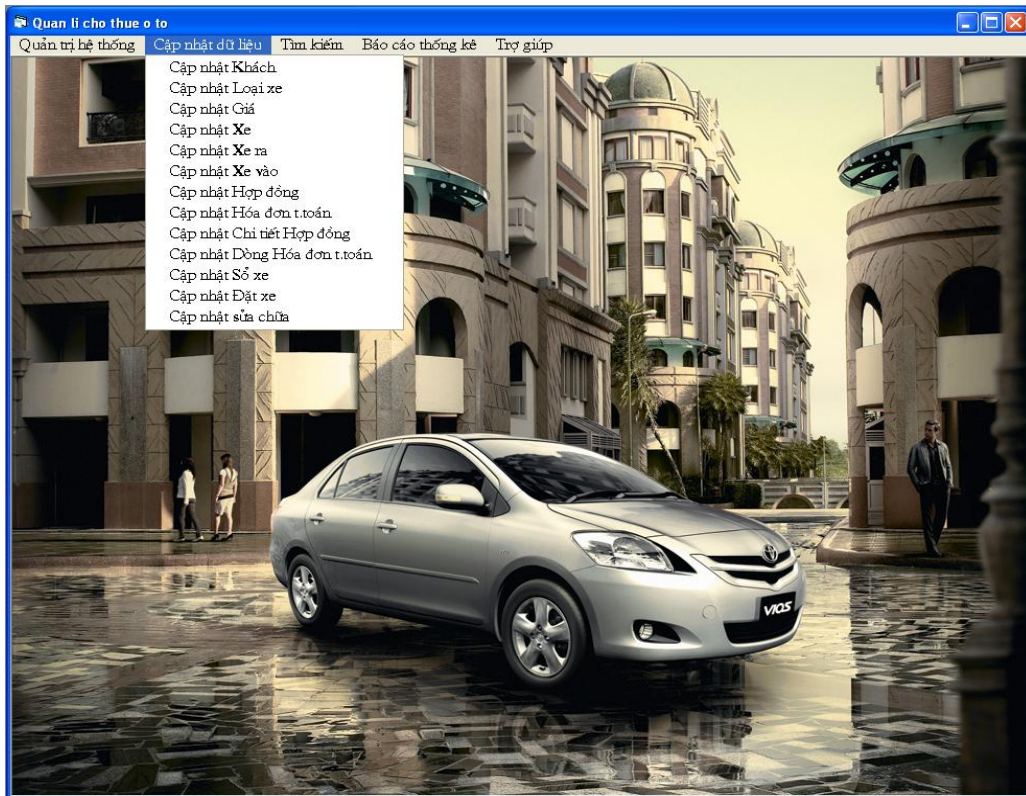 Quan li cho thue o to
Quản trị hệ thống Cập nhật dữ liệu Tìm kiếm Báo cáo thống kê Trợ giúp
Cập nhật Khách
Cập nhật Loại xe
Cập nhật Giá
Cập nhật Xe
Cập nhật Xe ra
Cập nhật Xe vào
Cập nhật Hợp đồng
Cập nhật Hóa đơn t.toán
Cập nhật Chi tiết Hợp đồng
Cập nhật Dòng Hóa đơn t.toán
Cập nhật Sổ xe
Cập nhật Đặt xe
Cập nhật sửa chữa
VIOS